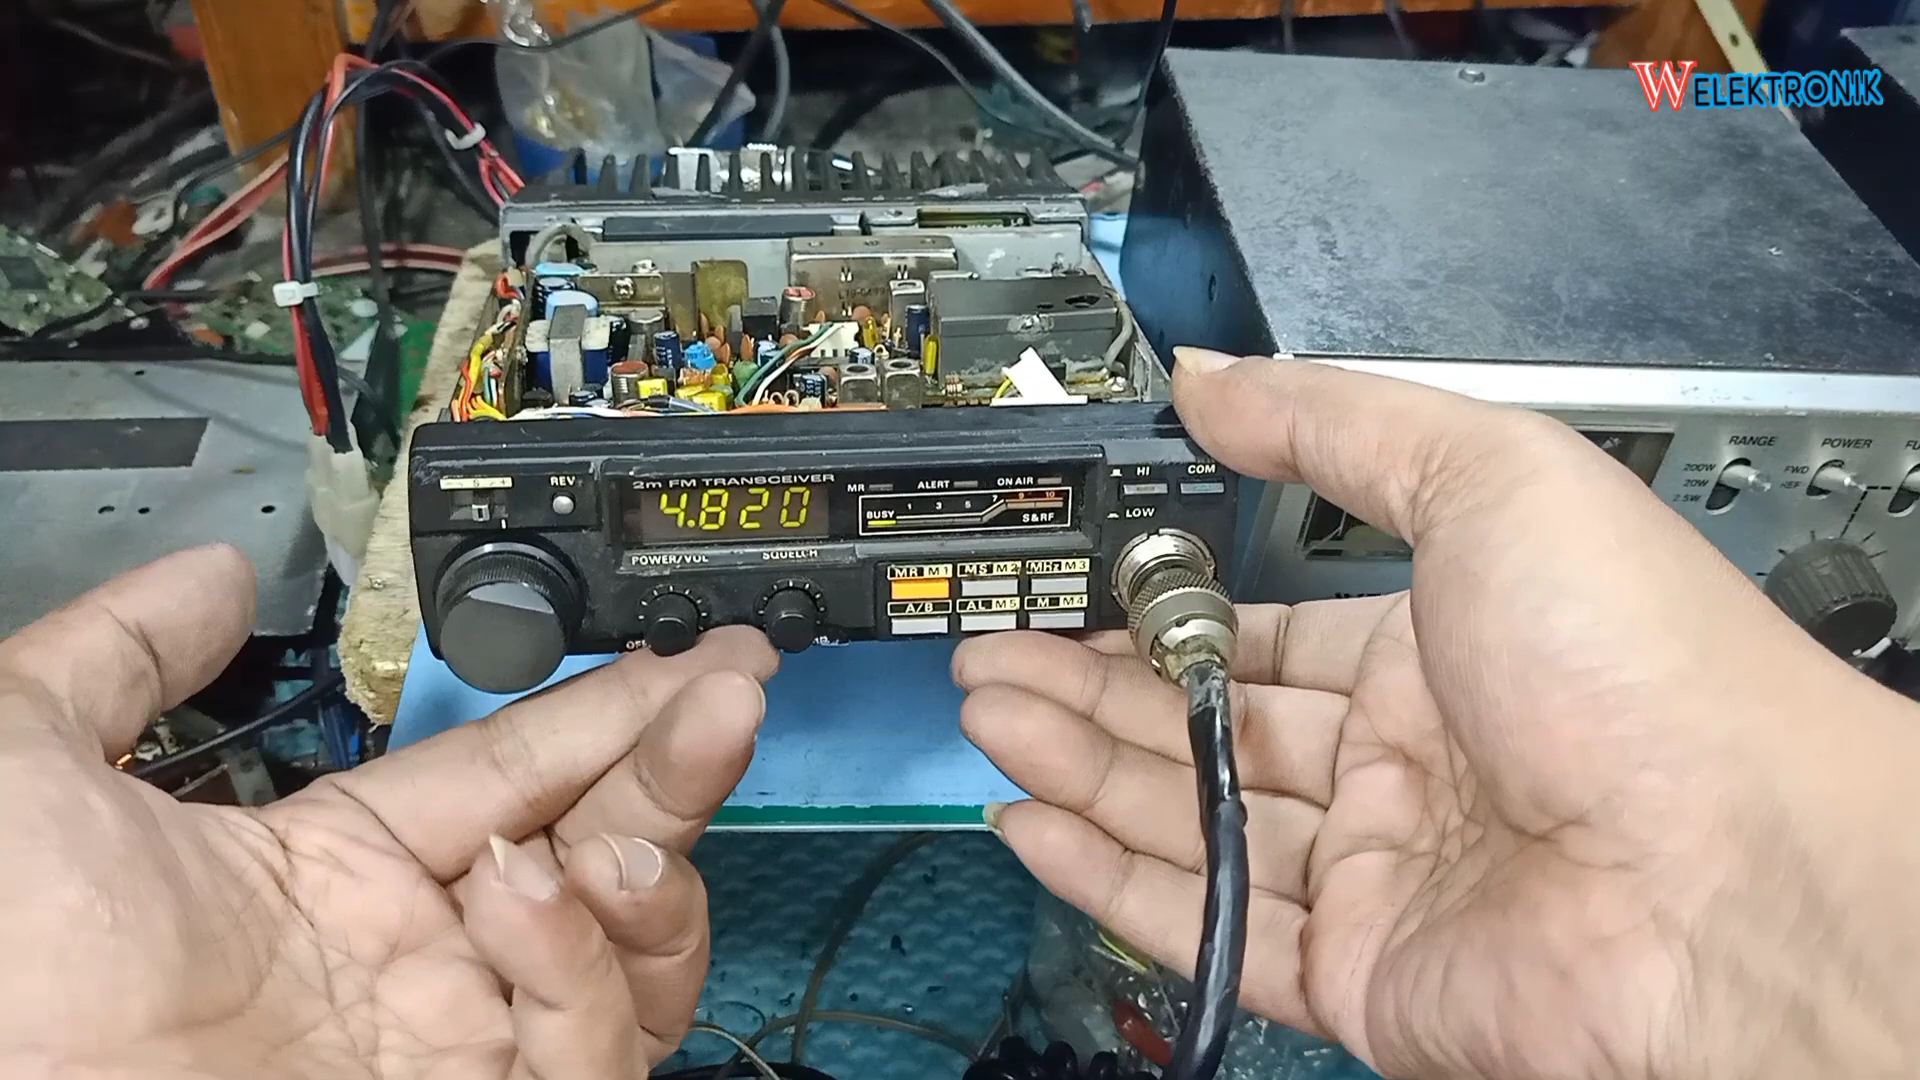 WELEKTRONIK
REV
2m FM TRANSCEIVER
4.820
MR ALERT ON AIR
1 3 5 7 9 10
BUSY
S&RF
HI COM
LOW
POWER/VOL SQUELCH
MR M1 MS M2 MHz M3
A/B AL M5 M M4
RANGE POWER
200W
20W
2.5W
FWD
REF